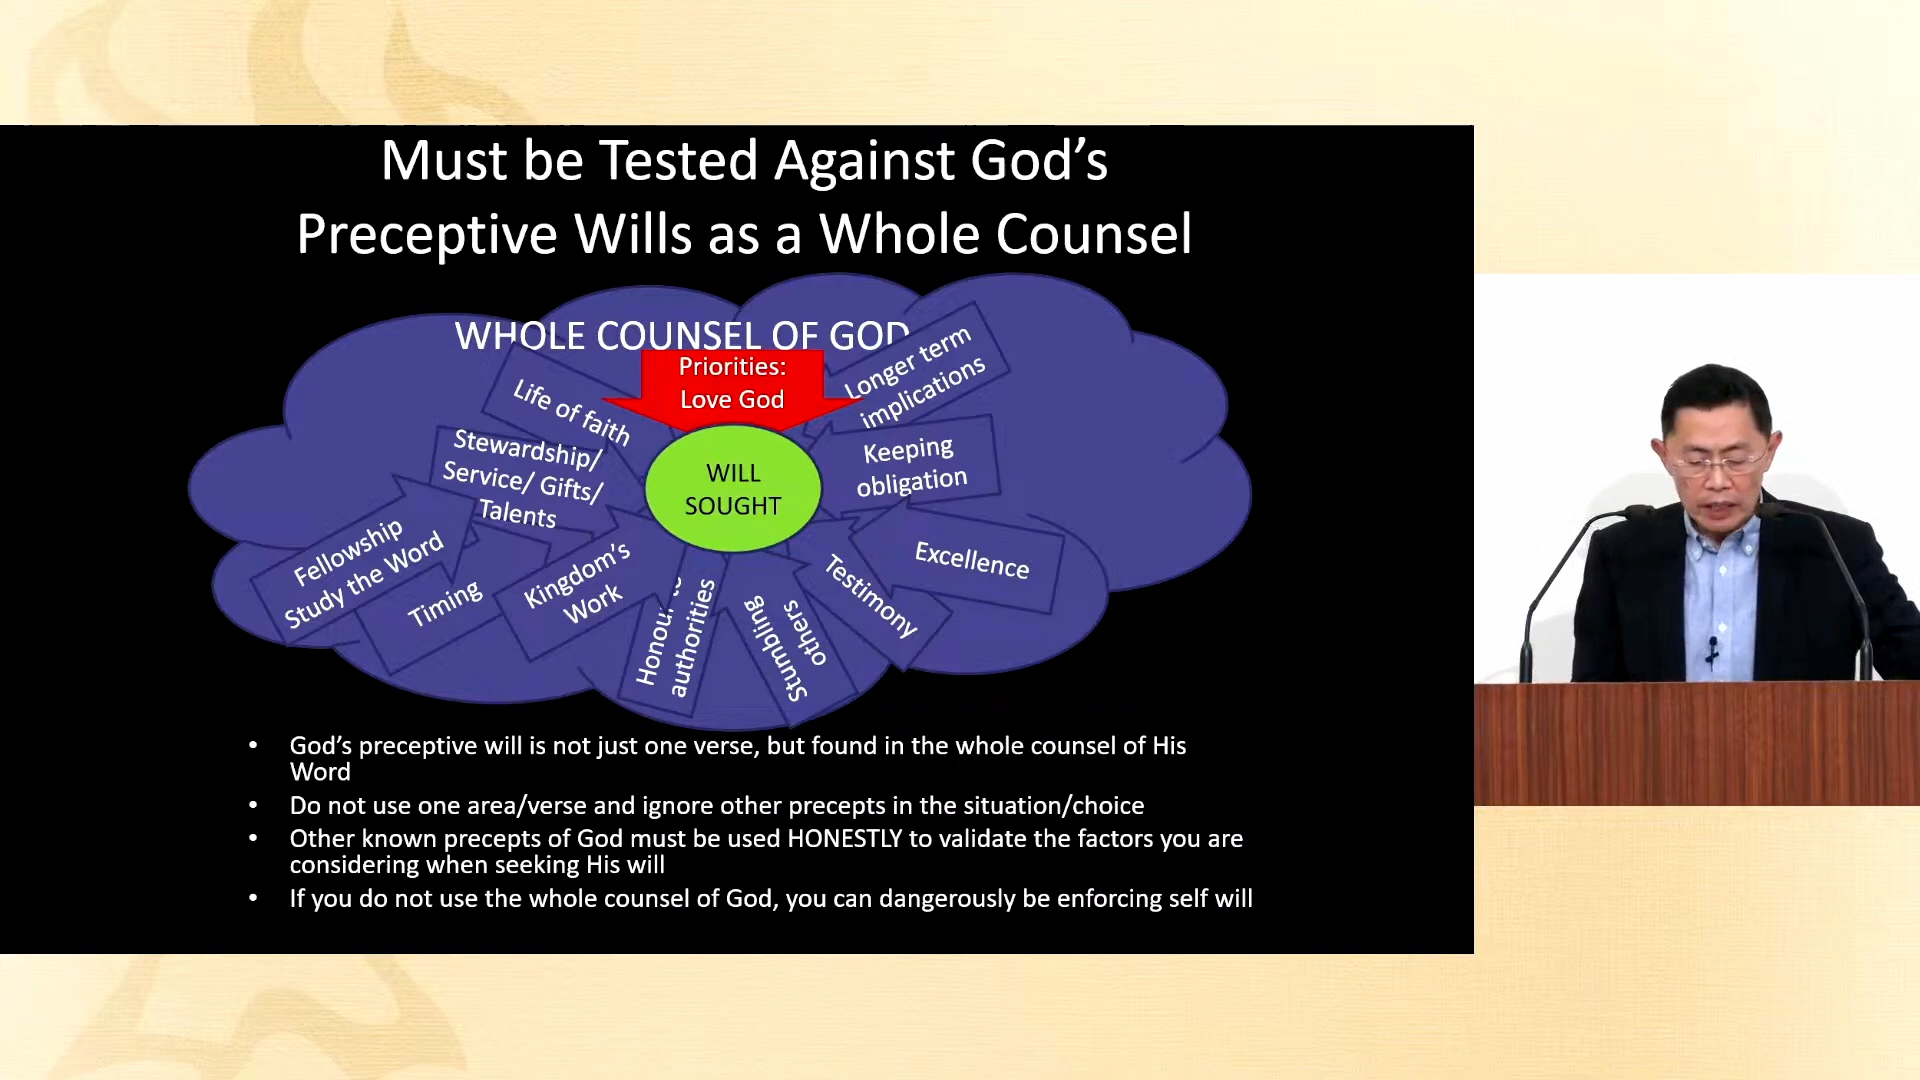 Must be Tested Against God's
Preceptive Wills as a Whole Counsel
WHOLE COUNSEL OF GOD
Priorities:
Love God
Longer term
implications
Life of faith
Stewardship/
Service/ Gifts/
Talents
Keeping
obligation
WILL
SOUGHT
Fellowship
Study the Word
Timing
Kingdom's
Work
Honour to
authorities
Stumbling
others
Testimony
Excellence
• God's preceptive will is not just one verse, but found in the whole counsel of His
Word
• Do not use one area/verse and ignore other precepts in the situation/choice
• Other known precepts of God must be used HONESTLY to validate the factors you are
considering when seeking His will
• If you do not use the whole counsel of God, you can dangerously be enforcing self will